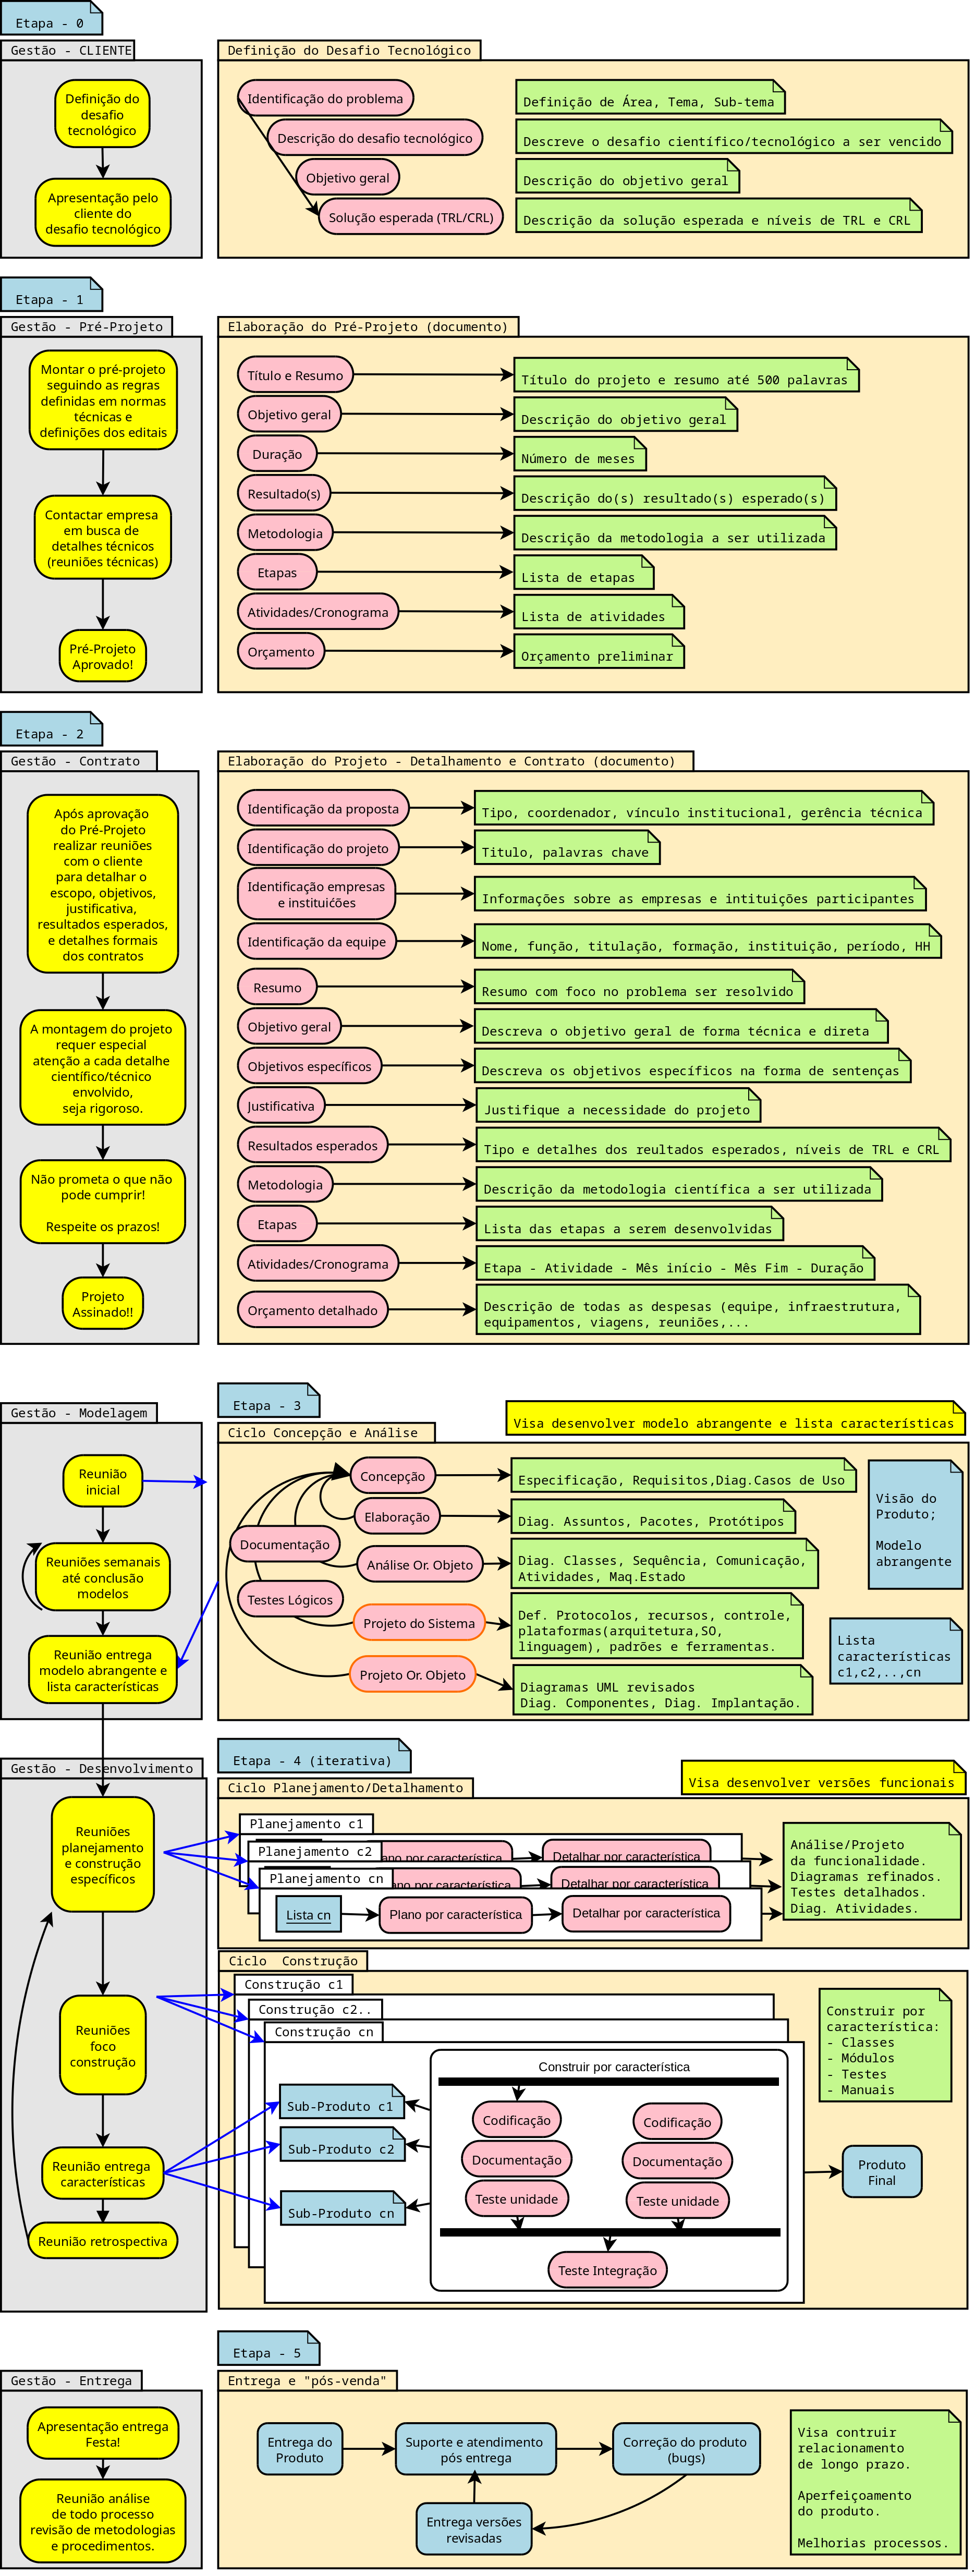 Etapa - 0
Gestão - CLIENTE
Definição do
desafio
tecnológico
Apresentação pelo
cliente do
desafio tecnológico
Definição do Desafio Tecnológico
Identificação do problema
Definição de Área, Tema, Sub-tema
Descrição do desafio tecnológico
Descreve o desafio científico/tecnológico a ser vencido
Objetivo geral
Descrição do objetivo geral
Solução esperada (TRL/CRL)
Descrição da solução esperada e níveis de TRL e CRL
Etapa - 1
Gestão - Pré-Projeto
Montar o pré-projeto
seguindo as regras
definidas em normas
técnicas e
definições dos editais
Contactar empresa
em busca de
detalhes técnicos
(reuniões técnicas)
Pré-Projeto
Aprovado!
Elaboração do Pré-Projeto (documento)
Título e Resumo
Título do projeto e resumo até 500 palavras
Objetivo geral
Descrição do objetivo geral
Duração
Número de meses
Resultado(s)
Descrição do(s) resultado(s) esperado(s)
Metodologia
Descrição da metodologia a ser utilizada
Etapas
Lista de etapas
Atividades/Cronograma
Lista de atividades
Orçamento
Orçamento preliminar
Etapa - 2
Gestão - Contrato
Após aprovação
do Pré-Projeto
realizar reuniões
com o cliente
para detalhar o
escopo, objetivos,
justificativa,
resultados esperados,
e detalhes formais
dos contratos
A montagem do projeto
requer especial
atenção a cada detalhe
científico/técnico
envolvido,
seja rigoroso.
Não prometa o que não
pode cumprir!
Respeite os prazos!
Projeto
Assinado!!
Elaboração do Projeto - Detalhamento e Contrato (documento)
Identificação da proposta
Tipo, coordenador, vínculo institucional, gerência técnica
Identificação do projeto
Titulo, palavras chave
Identificação empresas
e instituićões
Informações sobre as empresas e intituições participantes
Identificação da equipe
Nome, função, titulação, formação, instituição, período, HH
Resumo
Resumo com foco no problema ser resolvido
Objetivo geral
Descreva o objetivo geral de forma técnica e direta
Objetivos específicos
Descreva os objetivos específicos na forma de sentenças
Justificativa
Justifique a necessidade do projeto
Resultados esperados
Tipo e detalhes dos reultados esperados, níveis de TRL e CRL
Metodologia
Descrição da metodologia científica a ser utilizada
Etapas
Lista das etapas a serem desenvolvidas
Atividades/Cronograma
Etapa - Atividade - Mês início - Mês Fim - Duração
Orçamento detalhado
Descrição de todas as despesas (equipe, infraestrutura,
equipamentos, viagens, reuniões,...
Gestão - Modelagem
Reunião
inicial
Reuniões semanais
até conclusão
modelos
Reunião entrega
modelo abrangente e
lista características
Etapa - 3
Visa desenvolver modelo abrangente e lista características
Ciclo Concepção e Análise
Concepção
Especificação, Requisitos,Diag.Casos de Uso
Elaboração
Diag. Assuntos, Pacotes, Protótipos
Documentação
Análise Or. Objeto
Diag. Classes, Sequência, Comunicação,
Atividades, Maq.Estado
Testes Lógicos
Projeto do Sistema
Def. Protocolos, recursos, controle,
plataformas(arquitetura,SO,
linguagem), padrões e ferramentas.
Projeto Or. Objeto
Diagramas UML revisados
Diag. Componentes, Diag. Implantação.
Visão do
Produto;
Modelo
abrangente
Lista
características
c1,c2,..,cn
Gestão - Desenvolvimento
Reuniões
planejamento
e construção
específicos
Reuniões
foco
construção
Reunião entrega
características
Reunião retrospectiva
Etapa - 4 (iterativa)
Visa desenvolver versões funcionais
Ciclo Planejamento/Detalhamento
Planejamento c1
ano por característica
Detalhar por característica
Planejamento c2
ano por característica
Detalhar por característica
Planejamento cn
Lista cn
Plano por característica
Detalhar por característica
Análise/Projeto
da funcionalidade.
Diagramas refinados.
Testes detalhados.
Diag. Atividades.
Ciclo  Construção
Construção c1
Construção c2..
Construção cn
Construir por característica
Sub-Produto c1
Sub-Produto c2
Sub-Produto cn
Codificação
Documentação
Teste unidade
Codificação
Documentação
Teste unidade
Teste Integração
Construir por
característica:
- Classes
- Módulos
- Testes
- Manuais
Produto
Final
Etapa - 5
Gestão - Entrega
Apresentação entrega
Festa!
Reunião análise
de todo processo
revisão de metodologias
e procedimentos.
Entrega e "pós-venda"
Entrega do
Produto
Suporte e atendimento
pós entrega
Correção do produto
(bugs)
Entrega versões
revisadas
Visa contruir
relacionamento
de longo prazo.
Aperfeiçoamento
do produto.
Melhorias processos.